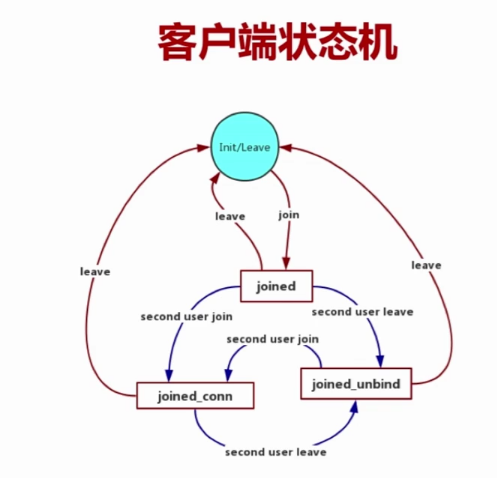 客户端状态机
Init/Leave
leave
join
leave
leave
joined
second user join
second user leave
second user join
joined_conn
joined_unbind
second user leave